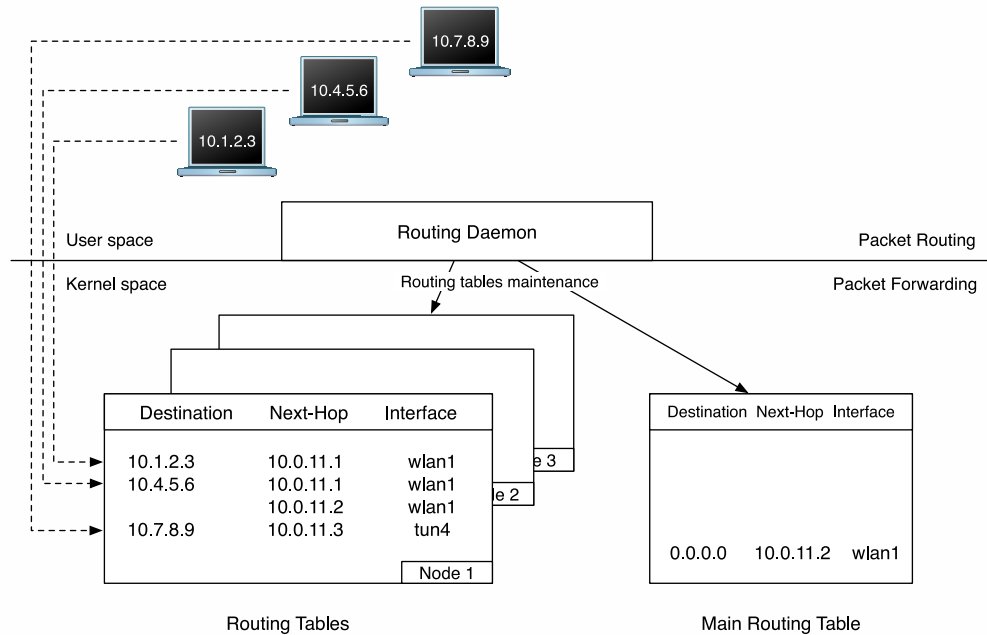 10.7.8.9
10.4.5.6
10.1.2.3
Routing Daemon
User space
Packet Routing
Kernel space
Routing tables maintenance
Packet Forwarding
Destination Next-Hop Interface
10.1.2.3 10.0.11.1 wlan1
10.4.5.6 10.0.11.1 wlan1
10.0.11.2 wlan1
10.7.8.9 10.0.11.3 tun4
Node 1
le 2
e 3
Destination Next-Hop Interface
0.0.0.0 10.0.11.2 wlan1
Routing Tables
Main Routing Table